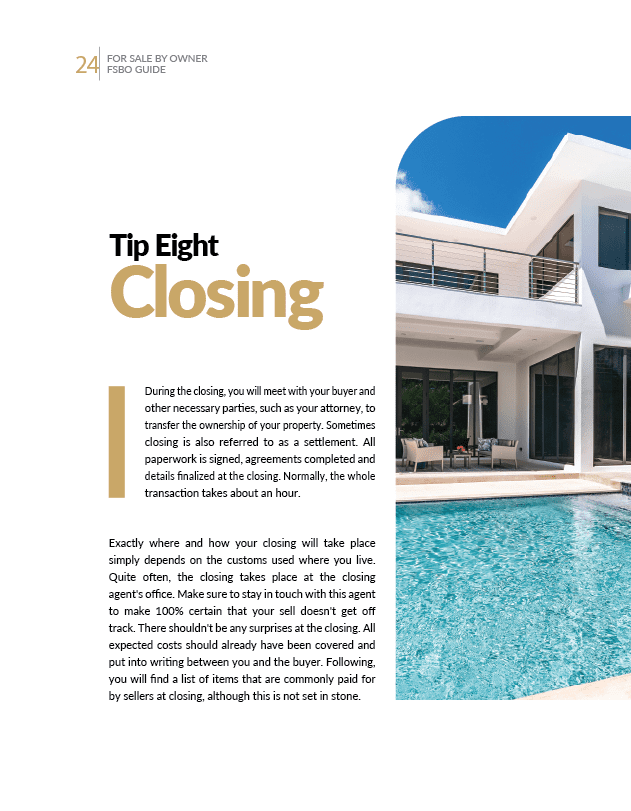 24
FOR SALE BY OWNER
FSBO GUIDE
Tip Eight
Closing
During the closing, you will meet with your buyer and
other necessary parties, such as your attorney, to
transfer the ownership of your property. Sometimes
closing is also referred to as a settlement. All
paperwork is signed, agreements completed and
details finalized at the closing. Normally, the whole
transaction takes about an hour.
Exactly where and how your closing will take place
simply depends on the customs used where you live.
Quite often, the closing takes place at the closing
agent's office. Make sure to stay in touch with this agent
to make 100% certain that your sell doesn't get off
track. There shouldn't be any surprises at the closing. All
expected costs should already have been covered and
put into writing between you and the buyer. Following,
you will find a list of items that are commonly paid for
by sellers at closing, although this is not set in stone.